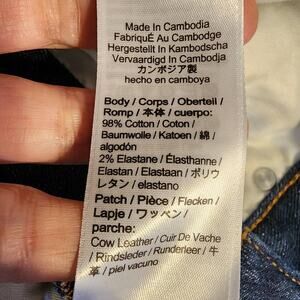 Made In Cambodia
FabriquÉ Au Cambodge
Hergestellt In Kambodscha
Vervaardigd In Cambodja
カンボジア製
hecho en camboya
Body / Corps / Oberteil /
Romp / 本体 / cuerpo:
98% Cotton / Coton /
Baumwolle / Katoen / 綿 /
algodón
2% Elastane / Élasthanne /
Elastan / Elastaan / ポリウ
レタン / elastano
Patch / Pièce / Flecken /
Lapje / ワッペン /
parche:
Cow Leather / Cuir De Vache
/ Rindsleder / Runderleer / 牛
革 / piel vacuno